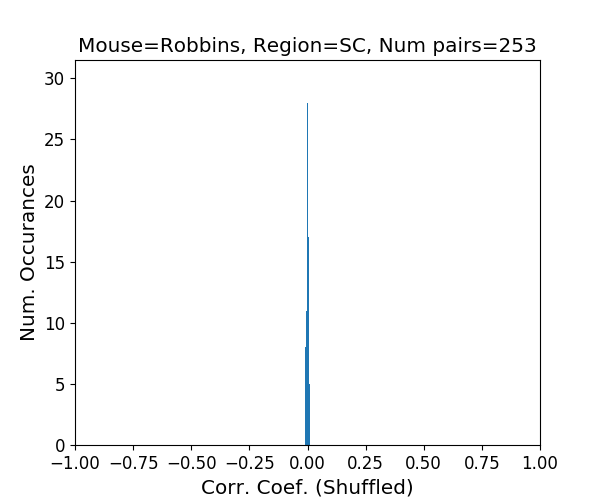 Mouse=Robbins, Region=SC, Num pairs=253
30
25
20
15
10
5
0
Num. Occurances
−1.00 −0.75 −0.50 −0.25 0.00 0.25 0.50 0.75 1.00
Corr. Coef. (Shuffled)